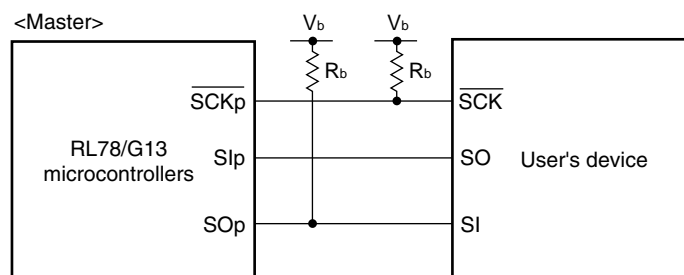 <Master>
Vb Vb
Rb Rb
SCKp SCK
RL78/G13
microcontrollers
SIp SO
User's device
SOp SI